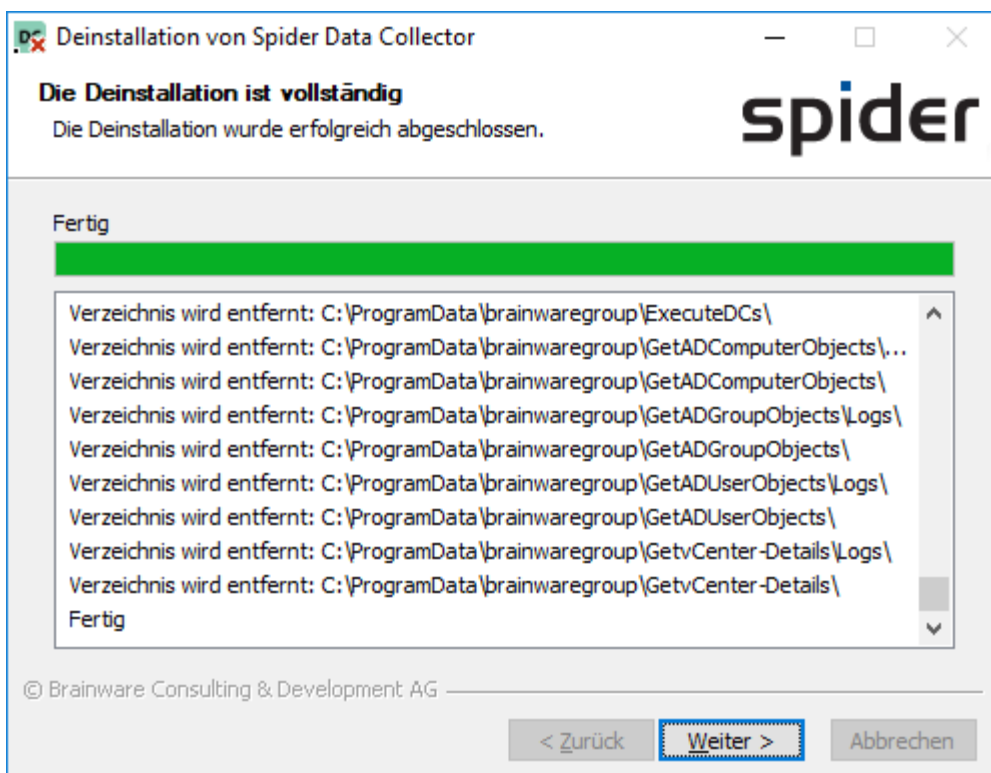 DC
Deinstallation von Spider Data Collector
Die Deinstallation ist vollständig
Die Deinstallation wurde erfolgreich abgeschlossen.
spider
Fertig
Verzeichnis wird entfernt: C:\ProgramData\brainwaregroup\ExecuteDCs\
Verzeichnis wird entfernt: C:\ProgramData\brainwaregroup\GetADComputerObjects\...
Verzeichnis wird entfernt: C:\ProgramData\brainwaregroup\GetADComputerObjects\
Verzeichnis wird entfernt: C:\ProgramData\brainwaregroup\GetADGroupObjects\Logs\
Verzeichnis wird entfernt: C:\ProgramData\brainwaregroup\GetADGroupObjects\
Verzeichnis wird entfernt: C:\ProgramData\brainwaregroup\GetADUserObjects\Logs\
Verzeichnis wird entfernt: C:\ProgramData\brainwaregroup\GetADUserObjects\
Verzeichnis wird entfernt: C:\ProgramData\brainwaregroup\GetvCenter-Details\Logs\
Verzeichnis wird entfernt: C:\ProgramData\brainwaregroup\GetvCenter-Details\
Fertig
© Brainware Consulting & Development AG
< Zurück Weiter > Abbrechen